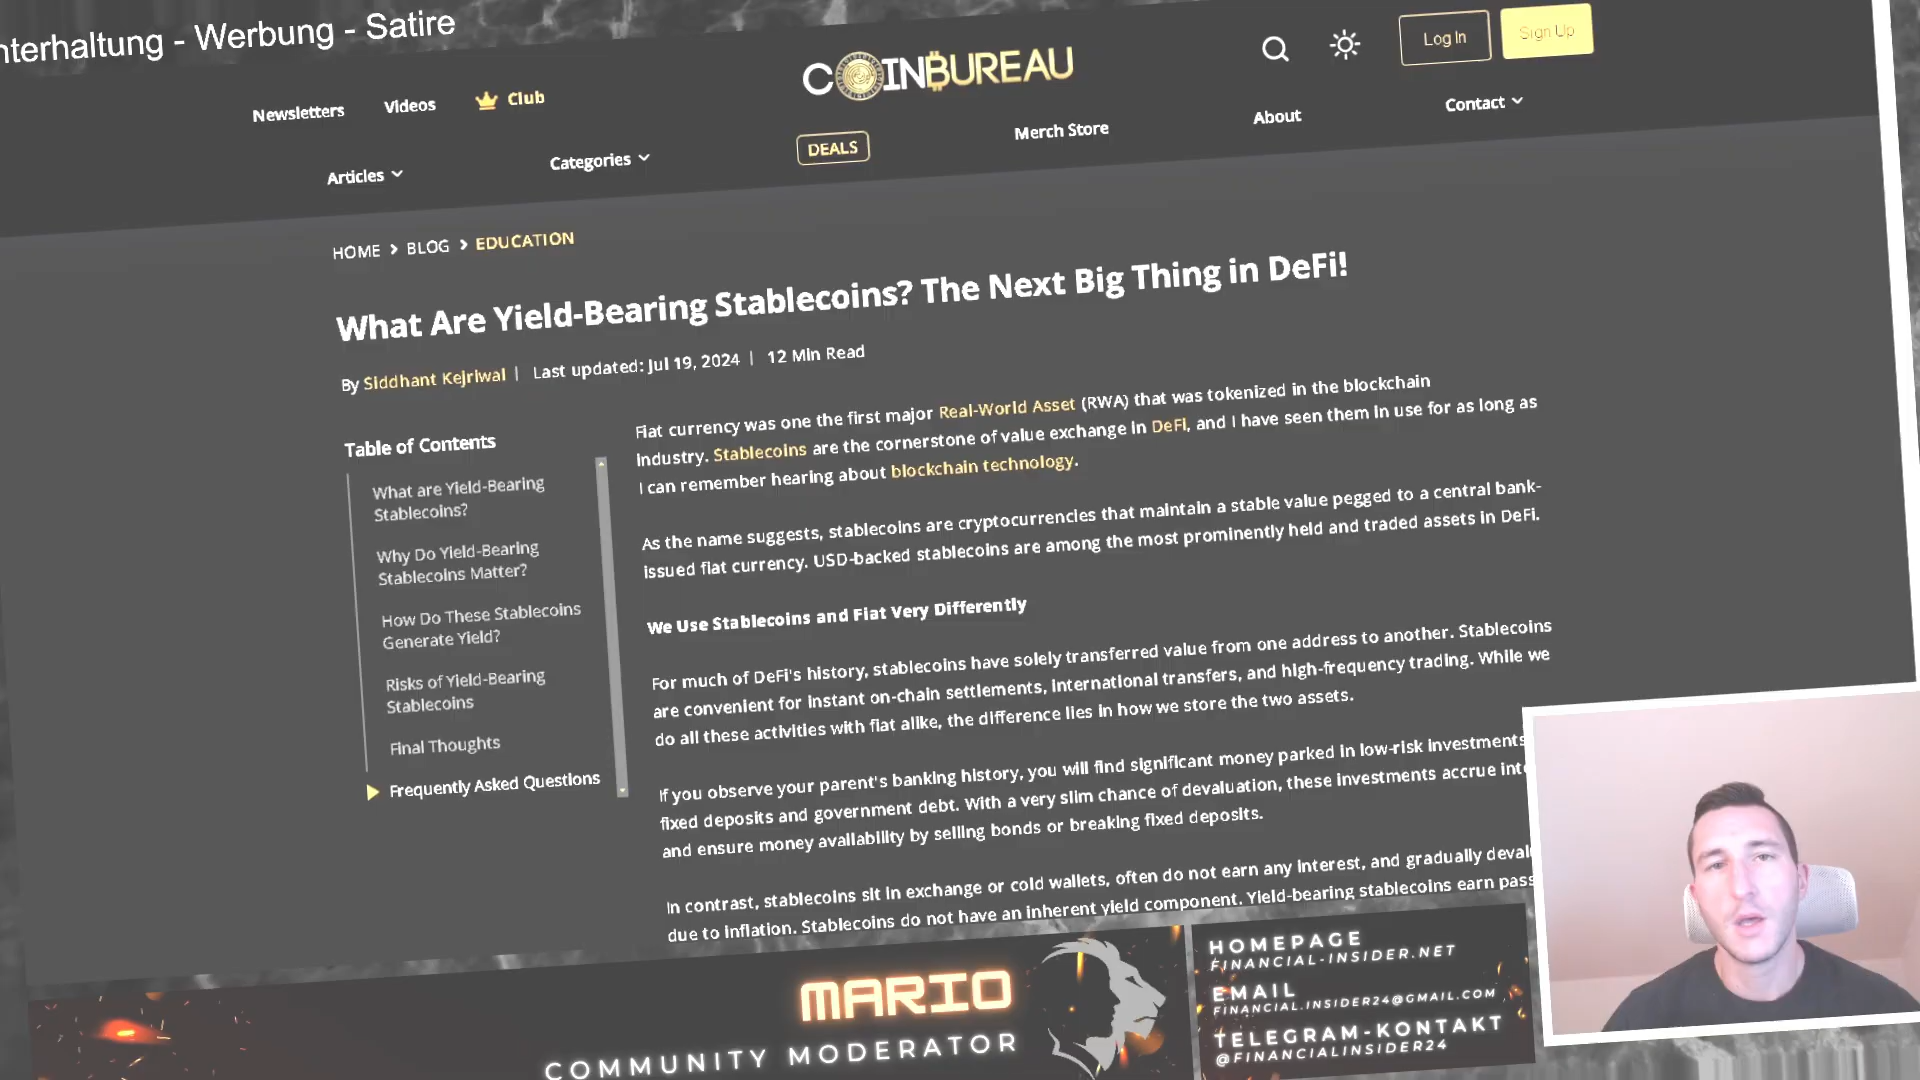 nterhaltung - Werbung - Satire
COINBUREAU
Log In
Sign Up
Newsletters
Videos
Club
Articles
Categories
DEALS
Merch Store
About
Contact
HOME > BLOG > EDUCATION
What Are Yield-Bearing Stablecoins? The Next Big Thing in DeFi!
By Siddhant Kejriwal | Last updated: Jul 19, 2024 | 12 Min Read
Table of Contents
What are Yield-Bearing
Stablecoins?
Why Do Yield-Bearing
Stablecoins Matter?
How Do These Stablecoins
Generate Yield?
Risks of Yield-Bearing
Stablecoins
Final Thoughts
Frequently Asked Questions
Fiat currency was one the first major Real-World Asset (RWA) that was tokenized in the blockchain
industry. Stablecoins are the cornerstone of value exchange in DeFi, and I have seen them in use for as long as
I can remember hearing about blockchain technology.
As the name suggests, stablecoins are cryptocurrencies that maintain a stable value pegged to a central bank-
issued fiat currency. USD-backed stablecoins are among the most prominently held and traded assets in DeFi.
We Use Stablecoins and Fiat Very Differently
For much of DeFi's history, stablecoins have solely transferred value from one address to another. Stablecoins
are convenient for instant on-chain settlements, international transfers, and high-frequency trading. While we
do all these activities with fiat alike, the difference lies in how we store the two assets.
If you observe your parent's banking history, you will find significant money parked in low-risk investments
fixed deposits and government debt. With a very slim chance of devaluation, these investments accrue inte
and ensure money availability by selling bonds or breaking fixed deposits.
In contrast, stablecoins sit in exchange or cold wallets, often do not earn any interest, and gradually deval
due to inflation. Stablecoins do not have an inherent yield component. Yield-bearing stablecoins earn pass
MARIO
COMMUNITY MODERATOR
HOMEPAGE
FINANCIAL-INSIDER.NET
EMAIL
FINANCIAL.INSIDER24@GMAIL.COM
TELEGRAM-KONTAKT
@FINANCIALINSIDER24